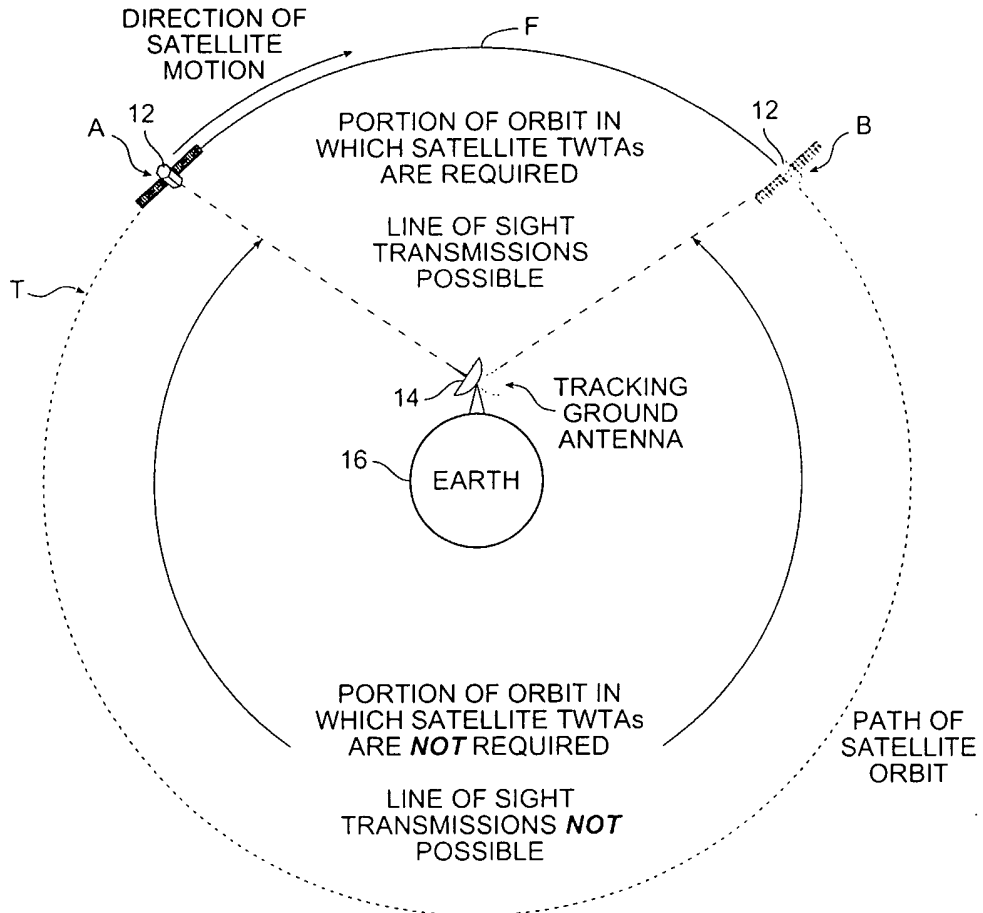 DIRECTION OF
SATELLITE
MOTION
F
12
A
PORTION OF ORBIT IN
WHICH SATELLITE TWTAs
ARE REQUIRED
12
B
LINE OF SIGHT
TRANSMISSIONS
POSSIBLE
T
14
TRACKING
GROUND
ANTENNA
16
EARTH
PORTION OF ORBIT IN
WHICH SATELLITE TWTAs
ARE NOT REQUIRED
LINE OF SIGHT
TRANSMISSIONS NOT
POSSIBLE
PATH OF
SATELLITE
ORBIT